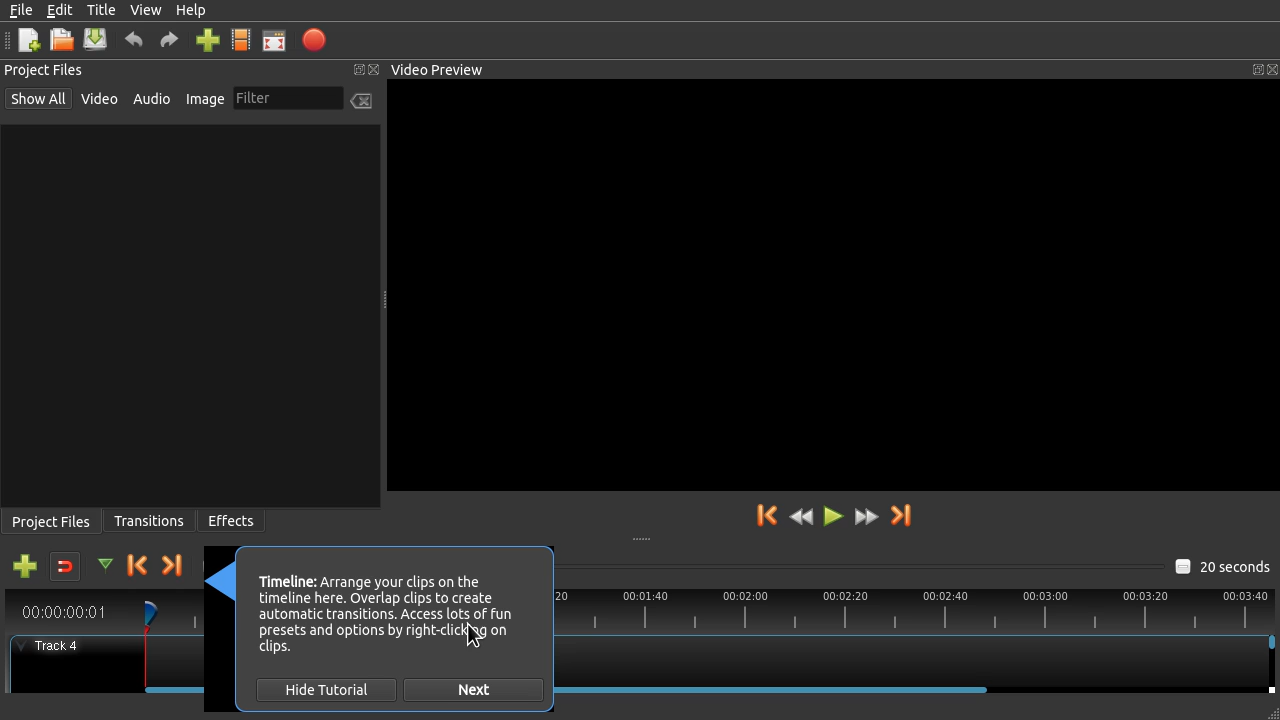 File Edit Title View Help
Project Files
Video Preview
Show All Video Audio Image Filter
Project Files Transitions Effects
20 seconds
00:00:00:01
20 00:01:40 00:02:00 00:02:20 00:02:40 00:03:00 00:03:20 00:03:40
Track 4
Timeline: Arrange your clips on the
timeline here. Overlap clips to create
automatic transitions. Access lots of fun
presets and options by right-clicking on
clips.
Hide Tutorial Next